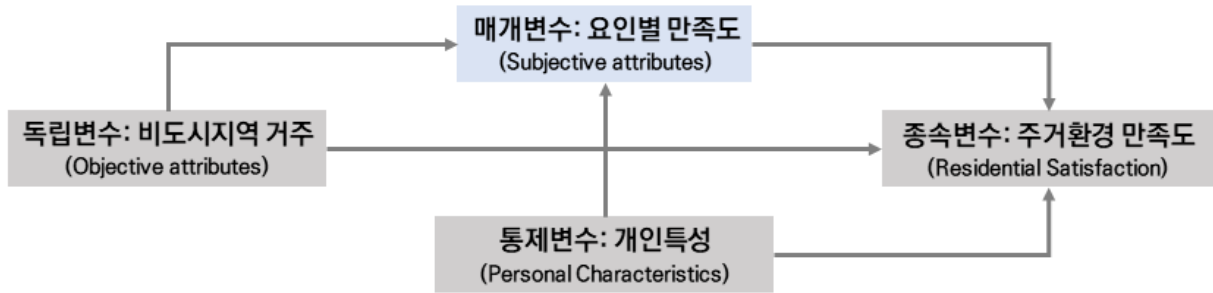 매개변수: 요인별 만족도
(Subjective attributes)
독립변수: 비도시지역 거주
(Objective attributes)
종속변수: 주거환경 만족도
(Residential Satisfaction)
통제변수: 개인특성
(Personal Characteristics)